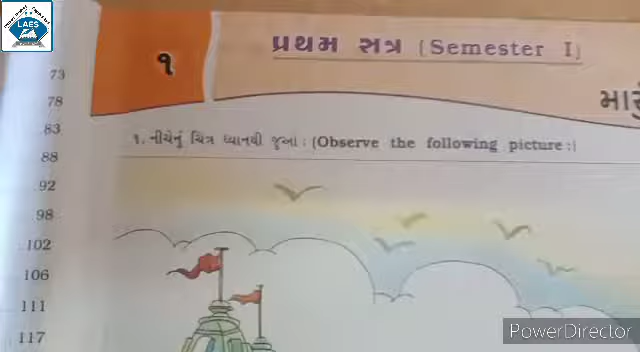 LAES
૧
પ્રથમ સત્ર (Semester I)
૧. નીચેનું ચિત્ર ધ્યાનથી જુઓ : (Observe the following picture :)
73
78
83
88
92
98
102
106
111
117
PowerDirector